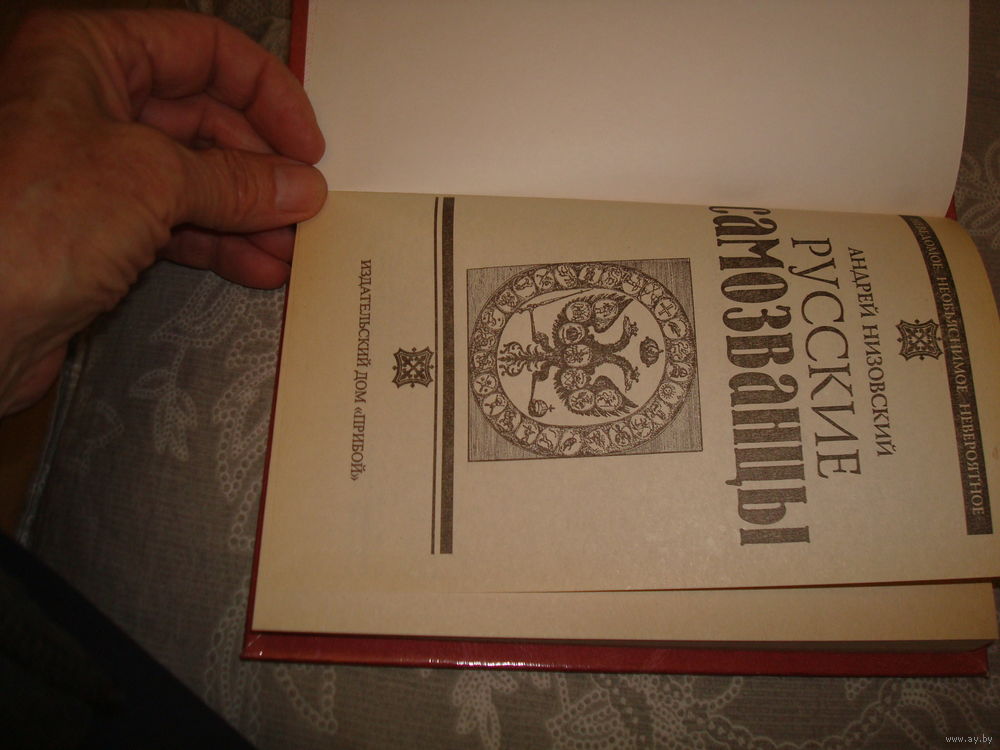 НЕВЕДОМОЕ НЕОБЪЯСНИМОЕ НЕВЕРОЯТНОЕ
АНДРЕЙ НИЗОВСКИЙ
РУССКИЕ
САМОЗВАНЦЫ
ИЗДАТЕЛЬСКИЙ ДОМ «ПРИБОЙ»
www.ay.by